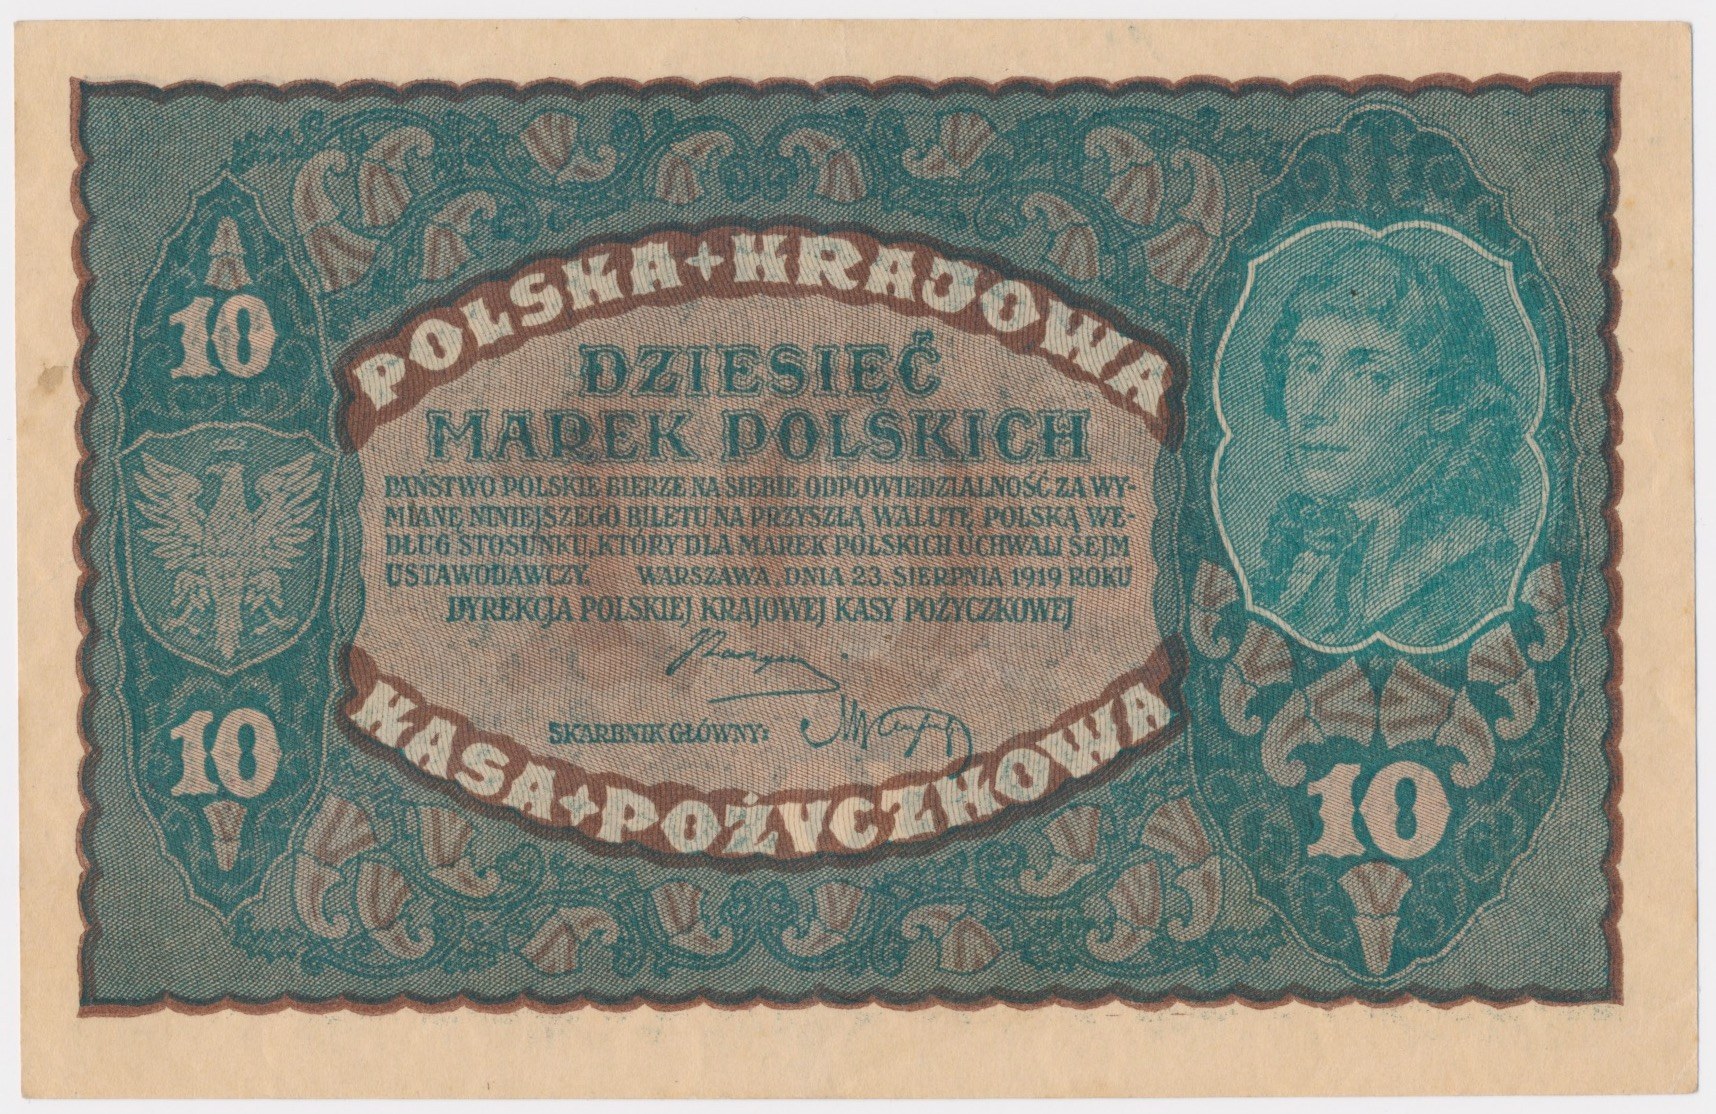 POLSKA+KRAJOWA
10
DZIESIĘĆ
MAREK POLSKICH
PAŃSTWO POLSKIE BIERZE NA SIEBIE ODPOWIEDZIALNOŚĆ ZA WY-
MIANĘ NINIEJSZEGO BILETU NA PRZYSZŁĄ WALUTĘ POLSKĄ WE-
DŁUG STOSUNKU, KTÓRY DLA MAREK POLSKICH UCHWALI SEJM
USTAWODAWCZY. WARSZAWA, DNIA 23. SIERPNIA 1919 ROKU
DYREKCJA POLSKIEJ KRAJOWEJ KASY POŻYCZKOWEJ
SKARBNIK GŁÓWNY:
KASA+POŻYCZKOWA
10
10